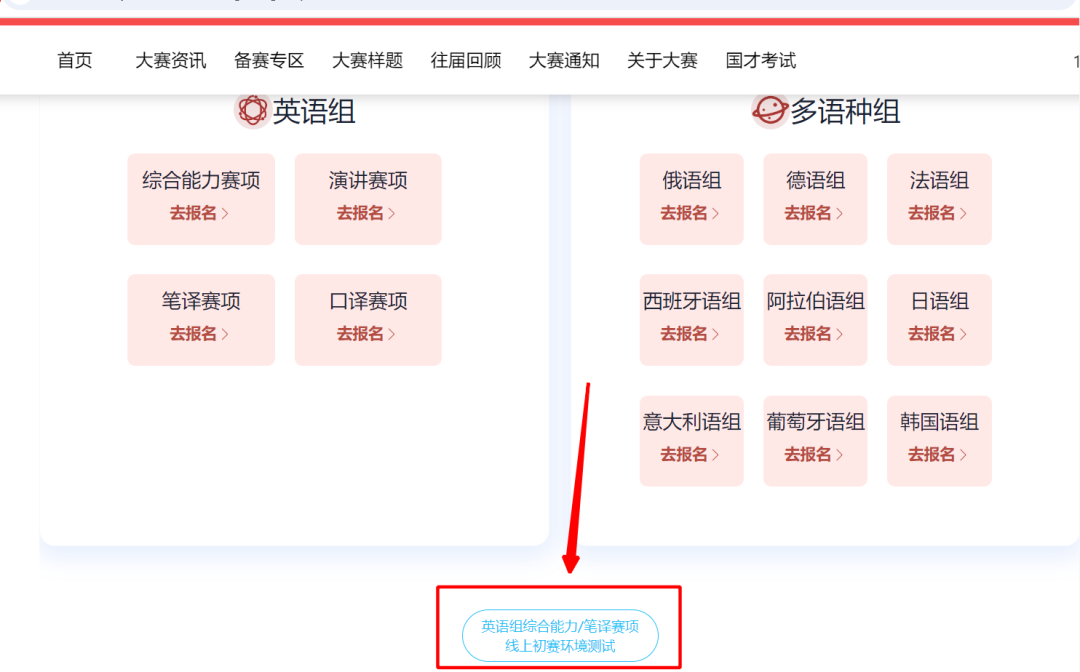 首页 大赛资讯 备赛专区 大赛样题 往届回顾 大赛通知 关于大赛 国才考试
英语组
综合能力赛项 演讲赛项
去报名 去报名
笔译赛项 口译赛项
去报名 去报名
多语种组
俄语组 德语组 法语组
去报名 去报名 去报名
西班牙语组 阿拉伯语组 日语组
去报名 去报名 去报名
意大利语组 葡萄牙语组 韩国语组
去报名 去报名 去报名
英语组综合能力/笔译赛项
线上初赛环境测试